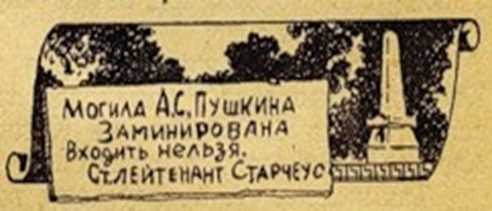 Могила А.С. Пушкина
Заминирована
Входить нельзя.
Ст. лейтенант Старчеус